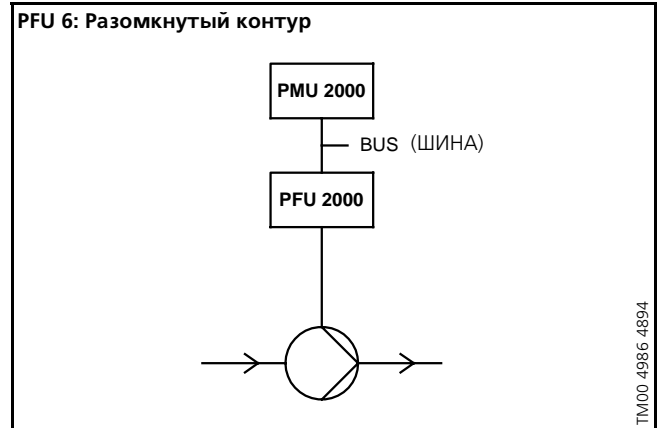 PFU 6: Разомкнутый контур
PMU 2000
BUS (ШИНА)
PFU 2000
TM00 4986 4894